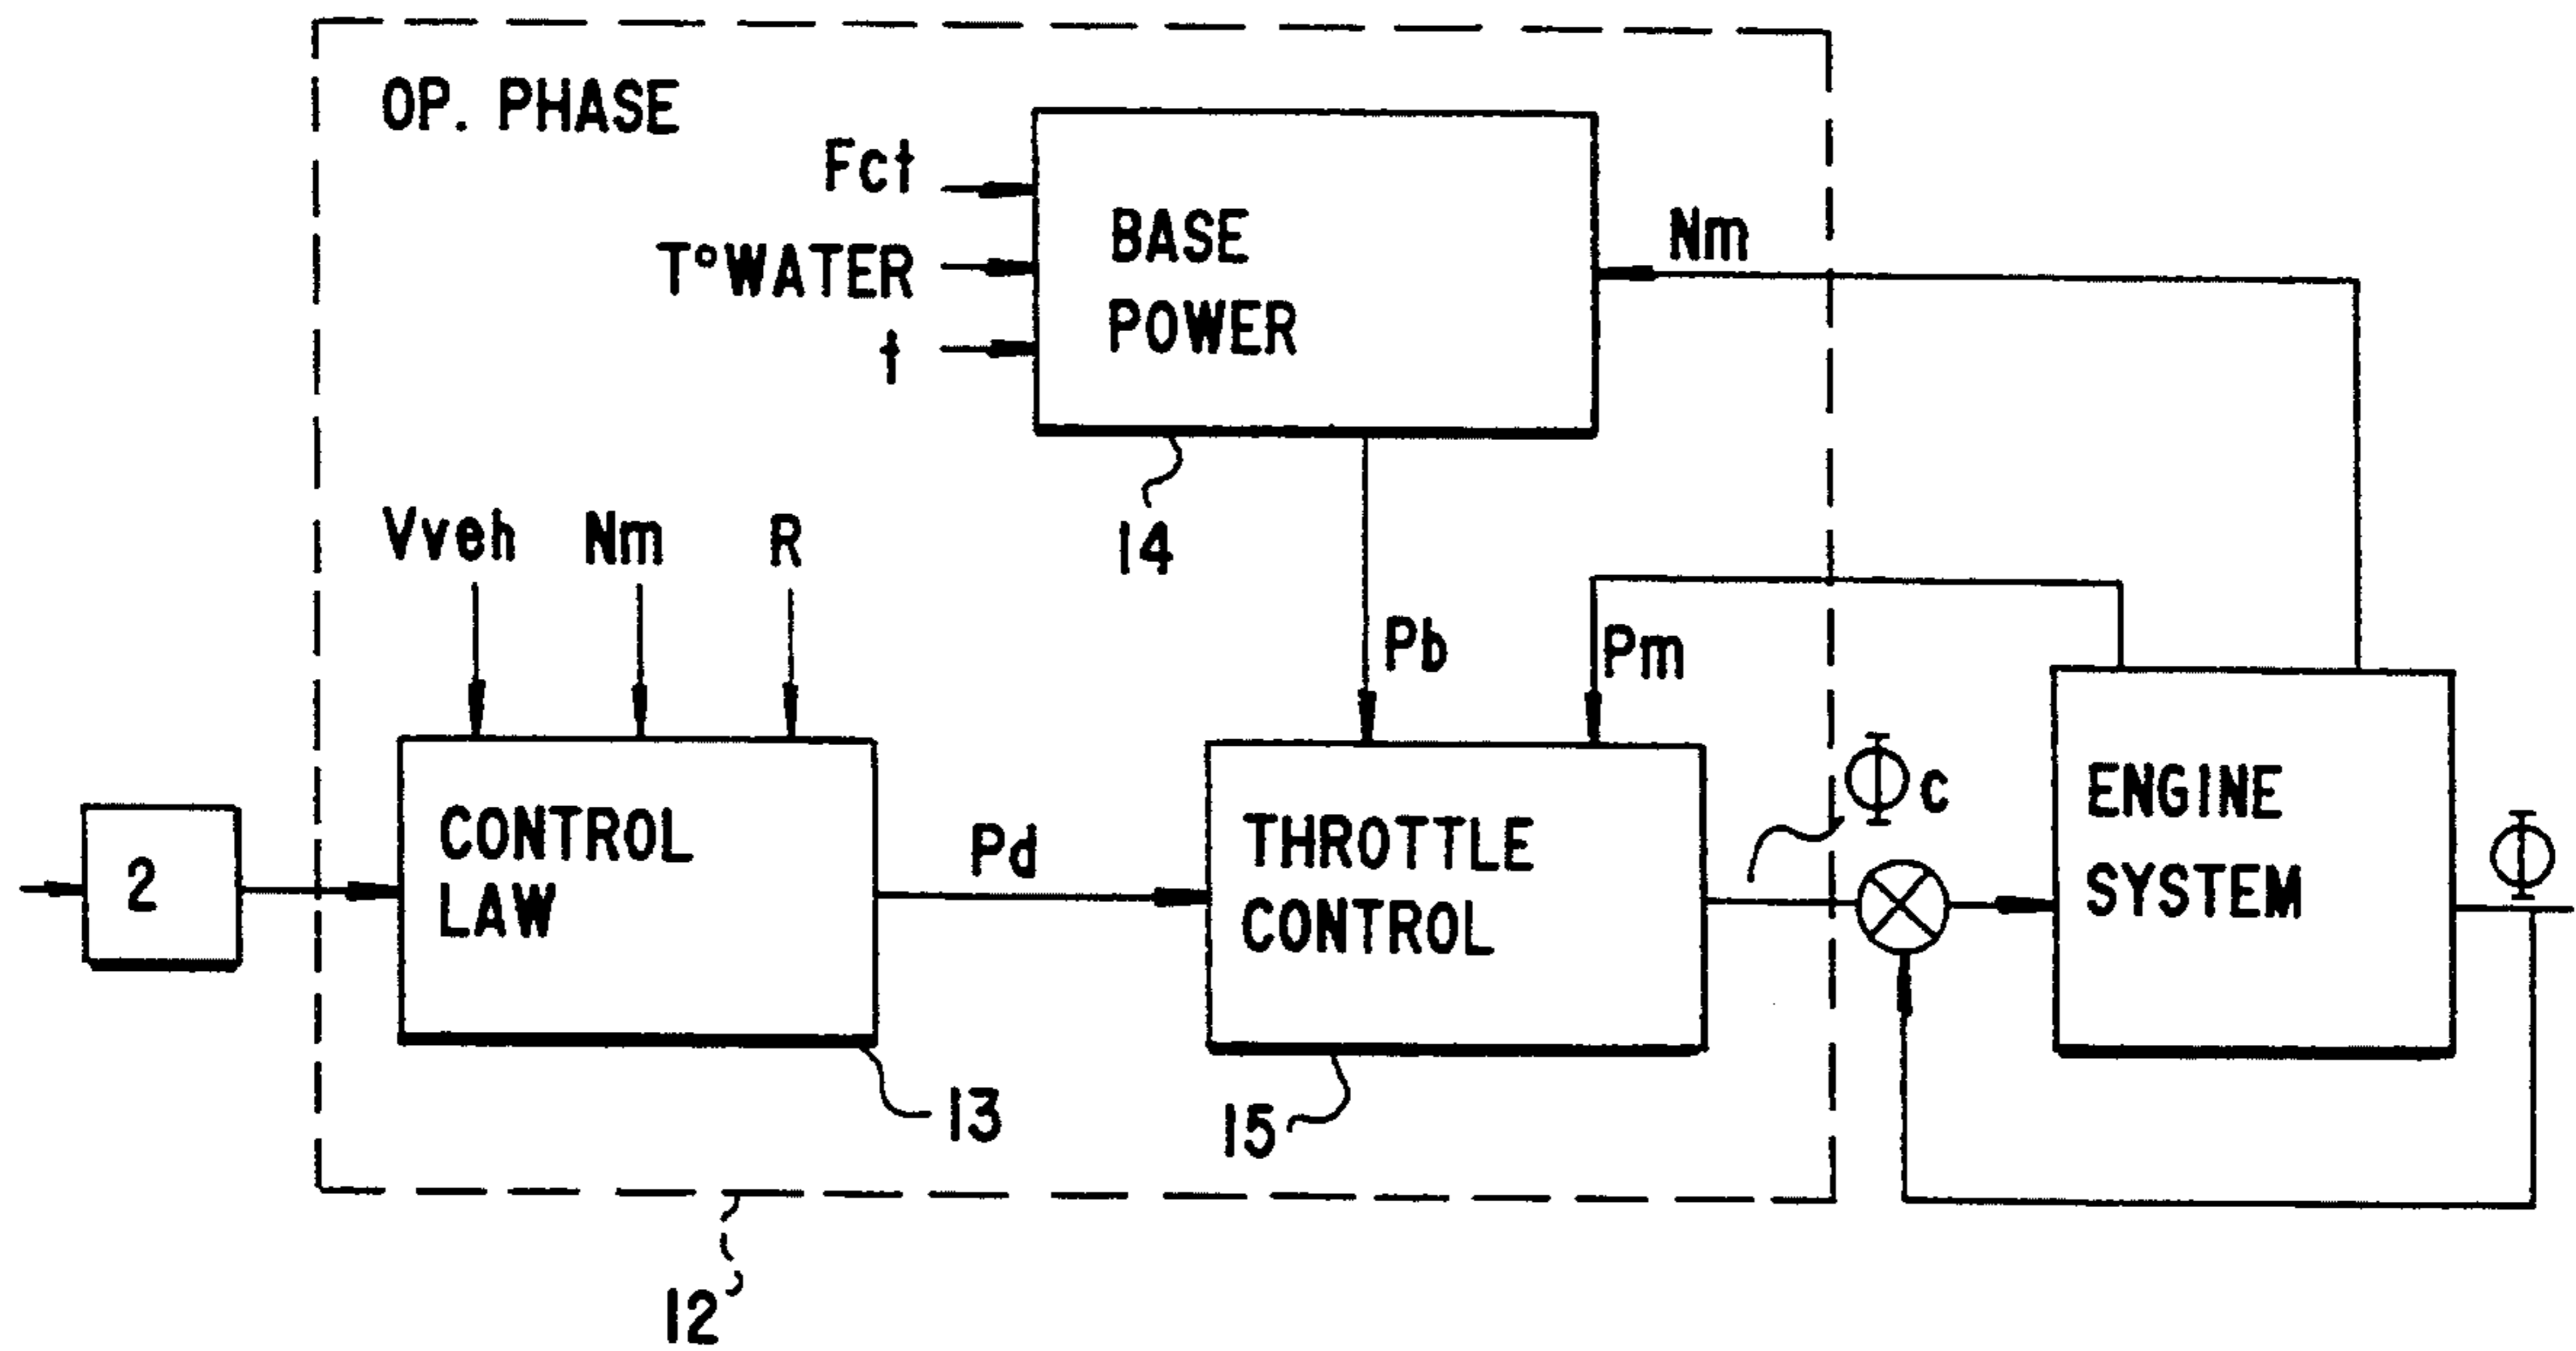 OP. PHASE
Fct
T°WATER
t
BASE
POWER
Nm
14
Vveh Nm R
Pb
Pm
2
CONTROL
LAW
Pd
THROTTLE
CONTROL
Φc
ENGINE
SYSTEM
Φ
13
15
12